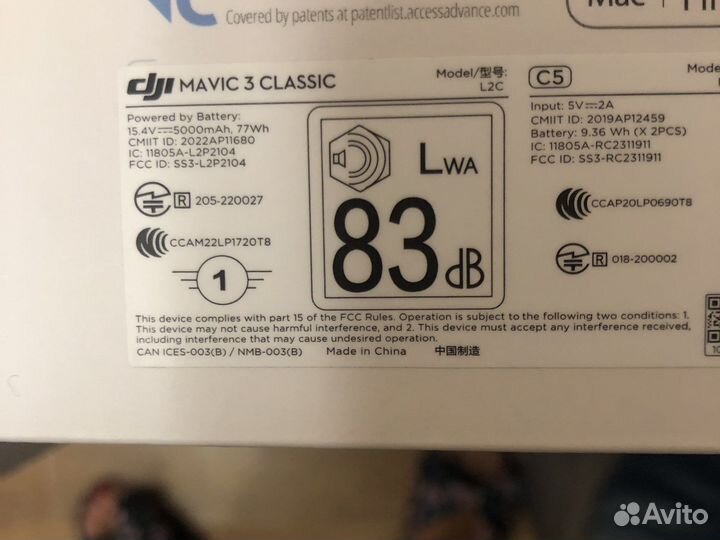 Covered by patents at patentlist.accessadvance.com
Mac
dji MAVIC 3 CLASSIC
Model/型号:
L2C
Powered by Battery:
15.4V⎓5000mAh, 77Wh
CMIIT ID: 2022AP11680
IC: 11805A-L2P2104
FCC ID: SS3-L2P2104
R 205-220027
CCAM22LP1720T8
1
LWA
83 dB
C5
Input: 5V⎓2A
CMIIT ID: 2019AP12459
Battery: 9.36 Wh (X 2PCS)
IC: 11805A-RC2311911
FCC ID: SS3-RC2311911
CCAP20LP0690T8
R 018-200002
This device complies with part 15 of the FCC Rules. Operation is subject to the following two conditions: 1.
This device may not cause harmful interference, and 2. This device must accept any interference received,
including interference that may cause undesired operation.
CAN ICES-003(B) / NMB-003(B) Made in China 中国制造
Avito